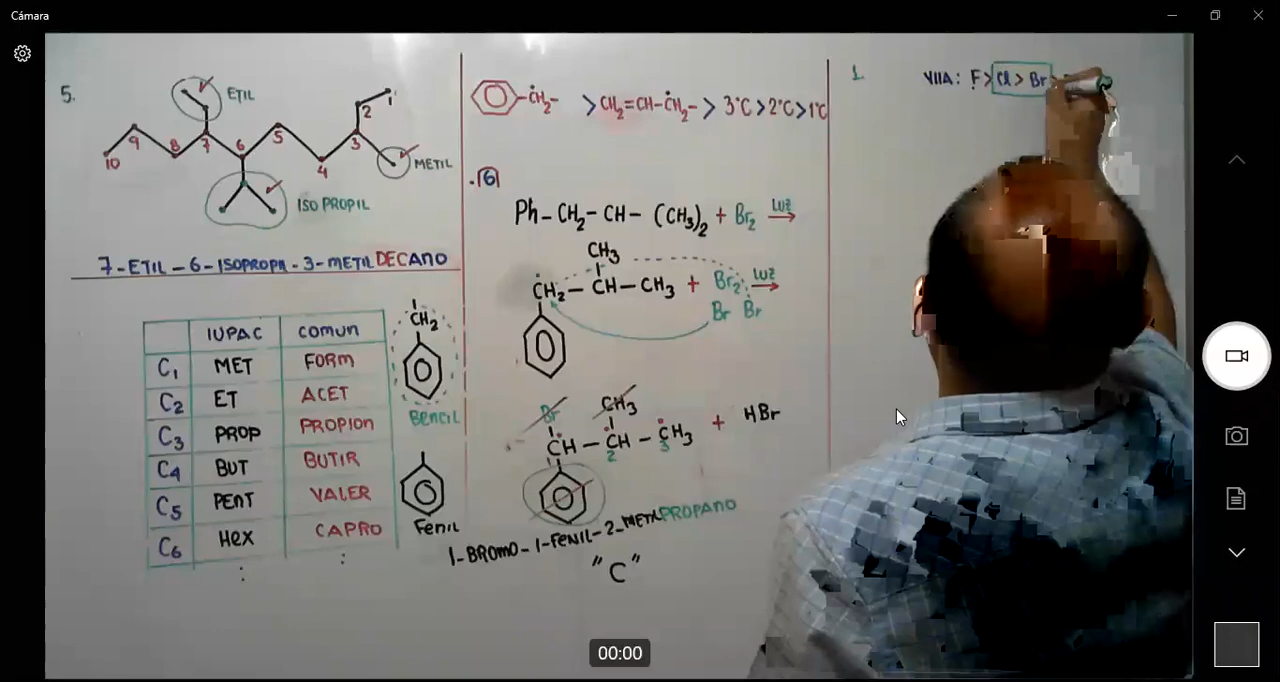 Cámara
5.
ETIL
1
2
3
4
5
6
7
8
9
10
METIL
ISO PROPIL
7-ETIL-6-ISOPROPIL-3-METILDECANO
IUPAC COMUN
C₁ MET FORM
C₂ ET ACET
C₃ PROP PROPION
C₄ BUT BUTIR
C₅ PENT VALER
C₆ HEX CAPRO
: :
CH₂
BENCIL
FENIL
ĊH₂- > CH₂=CH-ĊH₂- > 3°C > 2°C > 1°C
.(6)
Ph-CH₂-CH-(CH₃)₂ + Br₂ LUZ →
CH₃
ĊH₂-CH-CH₃ + Br₂ LUZ →
Br Br
Br CH₃
CH-CH-CH₃ + HBr
1 2 3
1-BROMO-1-FENIL-2-METILPROPANO
"C"
1. VIIA: F > Cl > Br
00:00